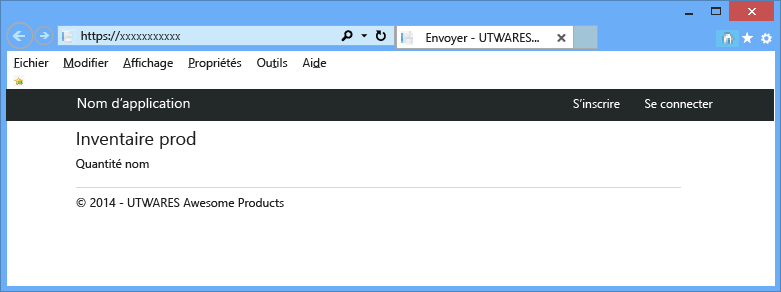 https://xxxxxxxxxxx
Envoyer - UTWARES...
Fichier Modifier Affichage Propriétés Outils Aide
Nom d'application S'inscrire Se connecter
Inventaire prod
Quantité nom
© 2014 - UTWARES Awesome Products